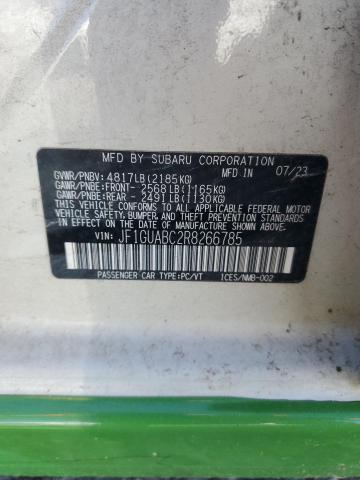 MFD BY SUBARU CORPORATION
MFD IN 07/23
GVWR/PNBV: 4817LB(2185KG)
GAWR/PNBE:FRONT- 2568LB(1165KG)
GAWR/PNBE:REAR - 2491LB(1130KG)
THIS VEHICLE CONFORMS TO ALL APPLICABLE FEDERAL MOTOR
VEHICLE SAFETY, BUMPER, AND THEFT PREVENTION STANDARDS
IN EFFECT ON THE DATE OF MANUFACTURE SHOWN ABOVE.
VIN: JF1GUABC2R8266785
PASSENGER CAR TYPE:PC/VT ICES/NMB-002